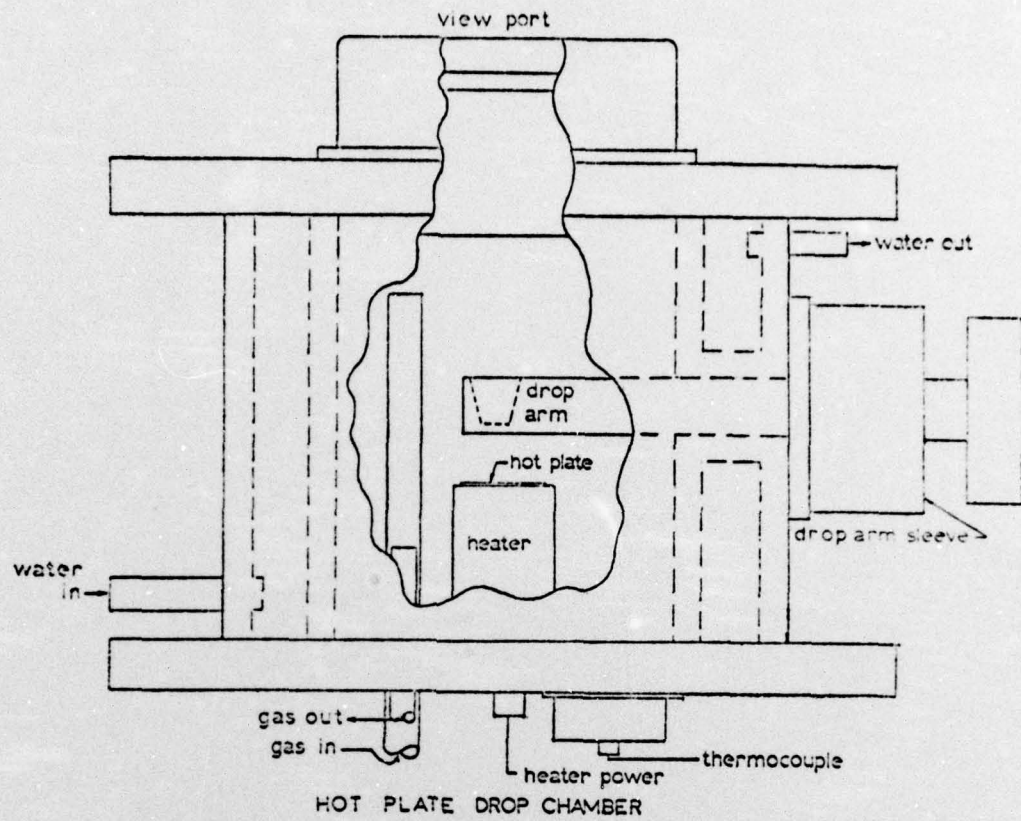 view port
water out
drop
arm
hot plate
heater
drop arm sleeve
water
in
gas out
gas in
thermocouple
heater power
HOT PLATE DROP CHAMBER